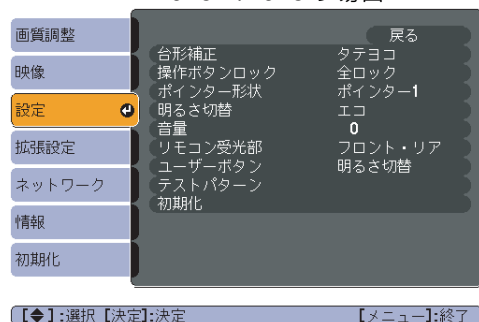 画質調整
映像
設定
拡張設定
ネットワーク
情報
初期化
戻る
台形補正 タテヨコ
操作ボタンロック 全ロック
ポインター形状 ポインター1
明るさ切替 エコ
音量 0
リモコン受光部 フロント・リア
ユーザーボタン 明るさ切替
テストパターン
初期化
[◆]:選択 [決定]:決定 [メニュー]:終了